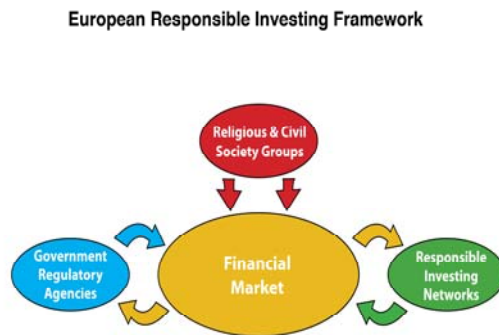 European Responsible Investing Framework
Religious & Civil
Society Groups
Government
Regulatory
Agencies
Financial
Market
Responsible
Investing
Networks